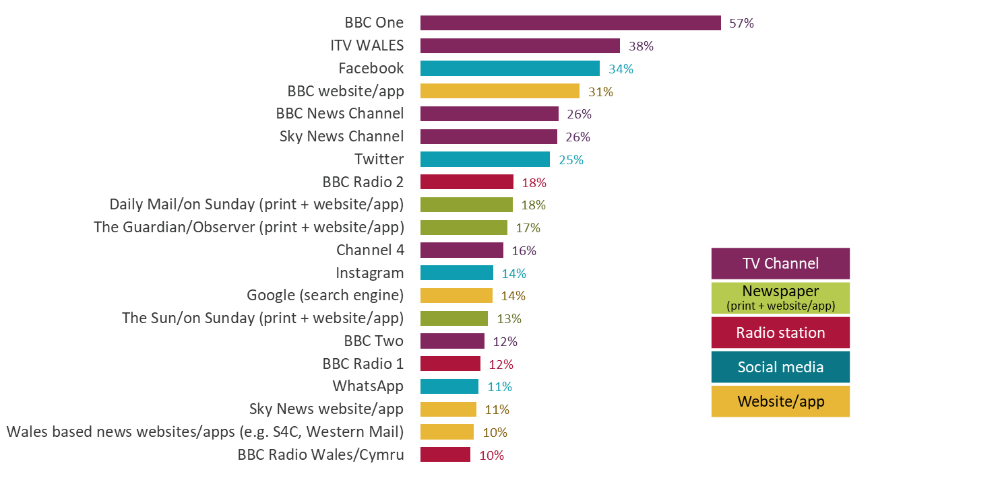 BBC One 57%
ITV WALES 38%
Facebook 34%
BBC website/app 31%
BBC News Channel 26%
Sky News Channel 26%
Twitter 25%
BBC Radio 2 18%
Daily Mail/on Sunday (print + website/app) 18%
The Guardian/Observer (print + website/app) 17%
Channel 4 16%
Instagram 14%
Google (search engine) 14%
The Sun/on Sunday (print + website/app) 13%
BBC Two 12%
BBC Radio 1 12%
WhatsApp 11%
Sky News website/app 11%
Wales based news websites/apps (e.g. S4C, Western Mail) 10%
BBC Radio Wales/Cymru 10%
TV Channel
Newspaper
(print + website/app)
Radio station
Social media
Website/app